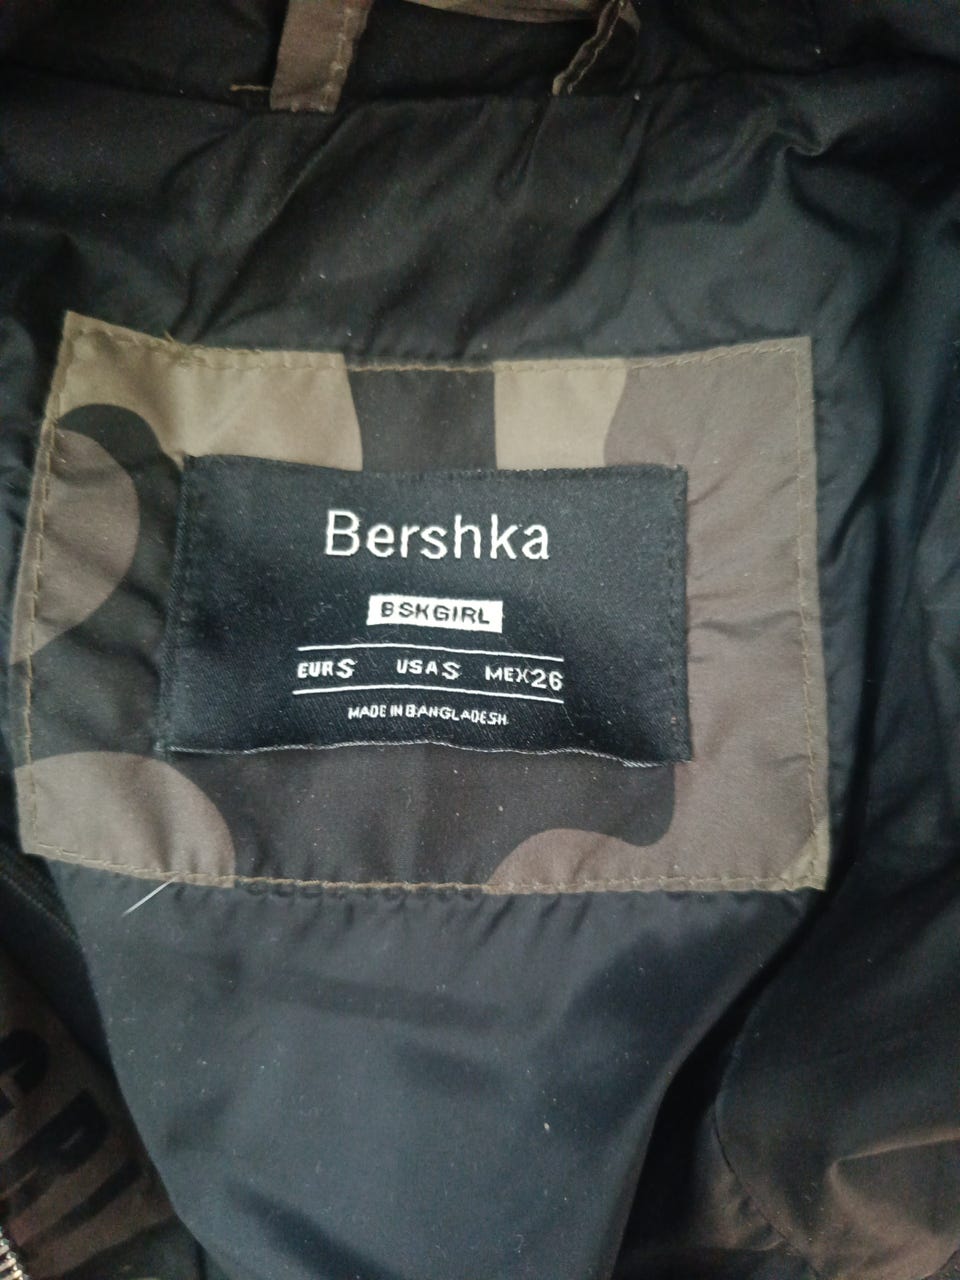 Bershka
BSKGIRL
EUR S USA S MEX 26
MADE IN BANGLADESH